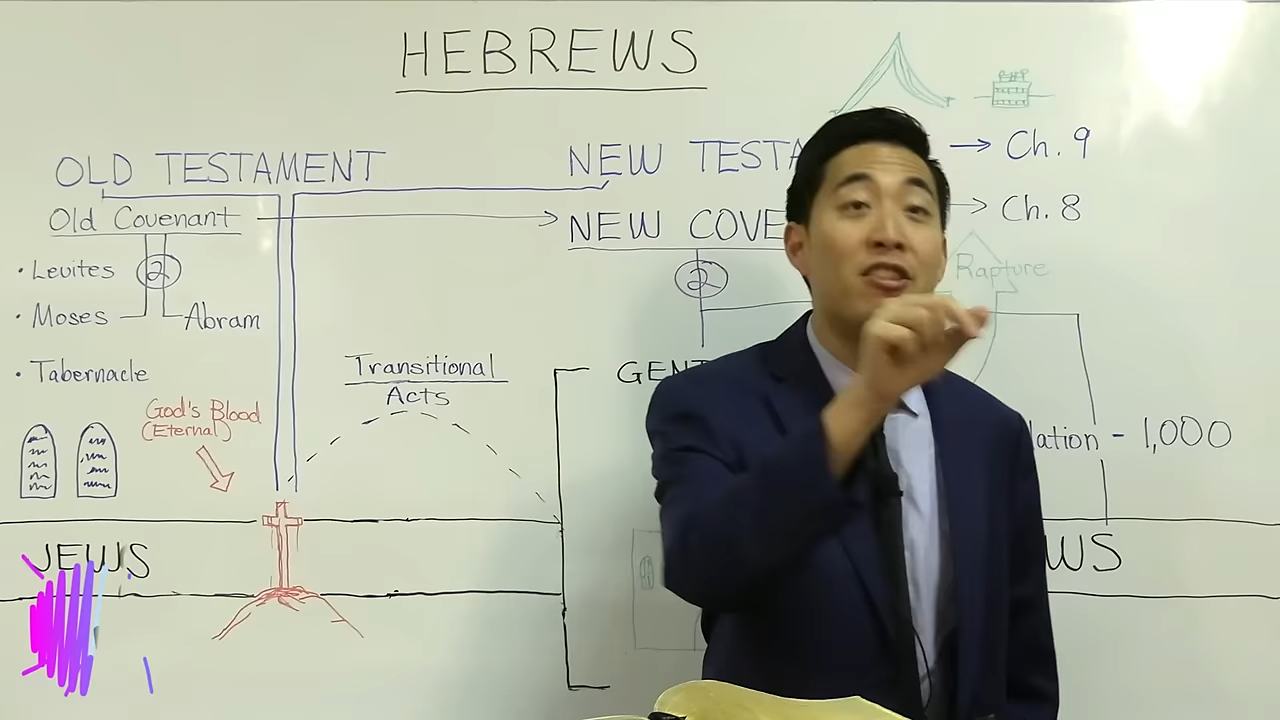 HEBREWS
OLD TESTAMENT
NEW TESTA
→ Ch. 9
Old Covenant
NEW COVE
→ Ch. 8
• Levites
2
2
Rapture
• Moses
Abram
• Tabernacle
Transitional
Acts
GENT
God's Blood
(Eternal)
lation - 1,000
JEWS
WS